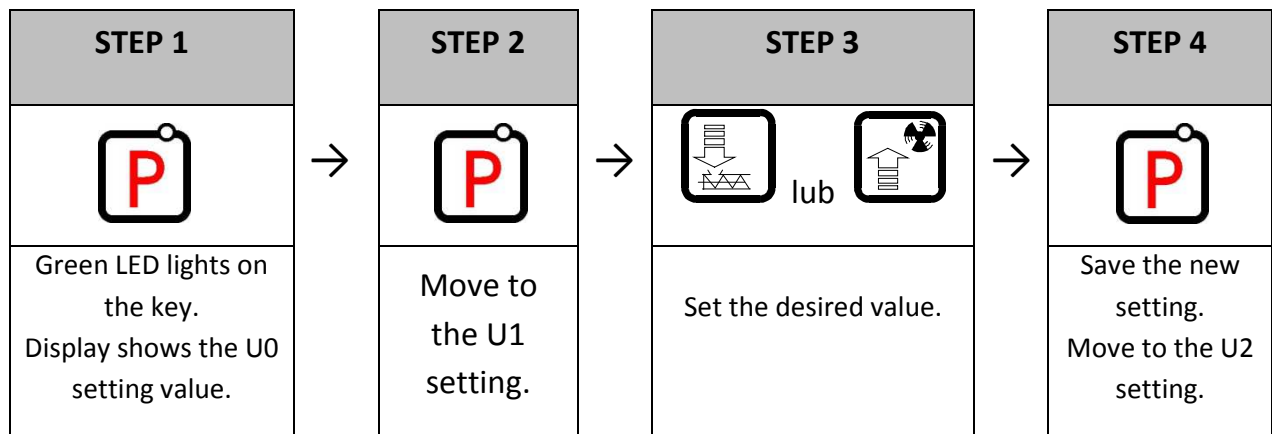 STEP 1
P
Green LED lights on
the key.
Display shows the U0
setting value.
STEP 2
P
Move to
the U1
setting.
STEP 3
lub
Set the desired value.
STEP 4
P
Save the new
setting.
Move to the U2
setting.